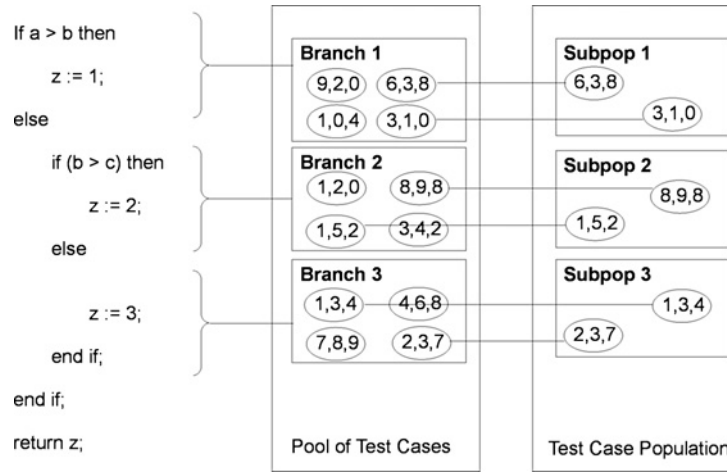 If a > b then
z := 1;
else
if (b > c) then
z := 2;
else
z := 3;
end if;
end if;
return z;
Branch 1
9,2,0 6,3,8
1,0,4 3,1,0
Branch 2
1,2,0 8,9,8
1,5,2 3,4,2
Branch 3
1,3,4 4,6,8
7,8,9 2,3,7
Pool of Test Cases
Subpop 1
6,3,8
3,1,0
Subpop 2
8,9,8
1,5,2
Subpop 3
1,3,4
2,3,7
Test Case Population